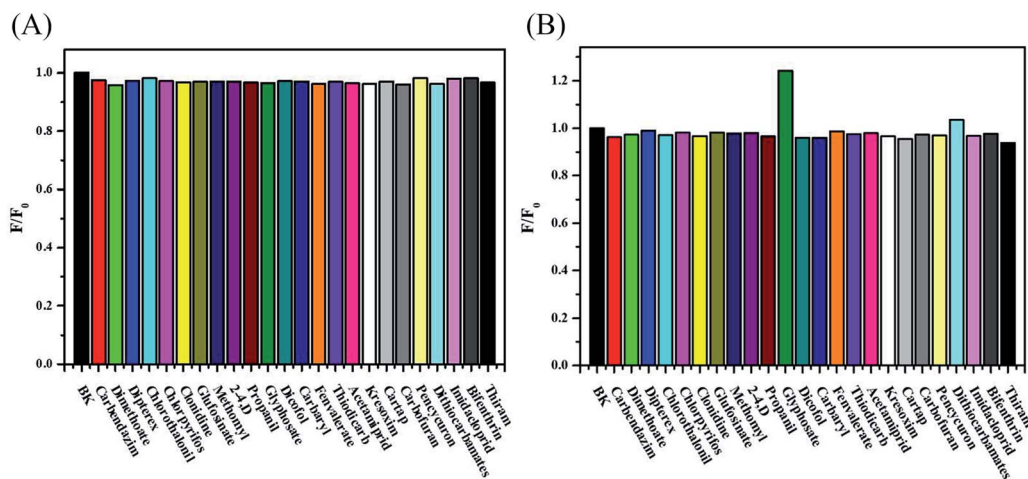 (A)
(B)
F/F0
1.0
0.8
0.6
0.4
0.2
0.0
BK
Carbendazim
Dimethoate
Dipterex
Chlorothalonil
Chlorpyrifos
Clonidine
Glufosinate
Methomyl
2-4.D
Propanil
Glyphosate
Dicofol
Carbaryl
Fenvalerate
Thiodicarb
Acetamiprid
Kresoxim
Cartap
Carbofuran
Pencycuron
Dithiocarbamates
Imidacloprid
Bifenthrin
Thiram
F/F0
1.2
1.0
0.8
0.6
0.4
0.2
0.0
BK
Carbendazim
Dimethoate
Dipterex
Chlorothalonil
Chlorpyrifos
Clonidine
Glufosinate
Methomyl
2-4.D
Propanil
Glyphosate
Dicofol
Carbaryl
Fenvalerate
Thiodicarb
Acetamiprid
Kresoxim
Cartap
Carbofuran
Pencycuron
Dithiocarbamates
Imidacloprid
Bifenthrin
Thiram